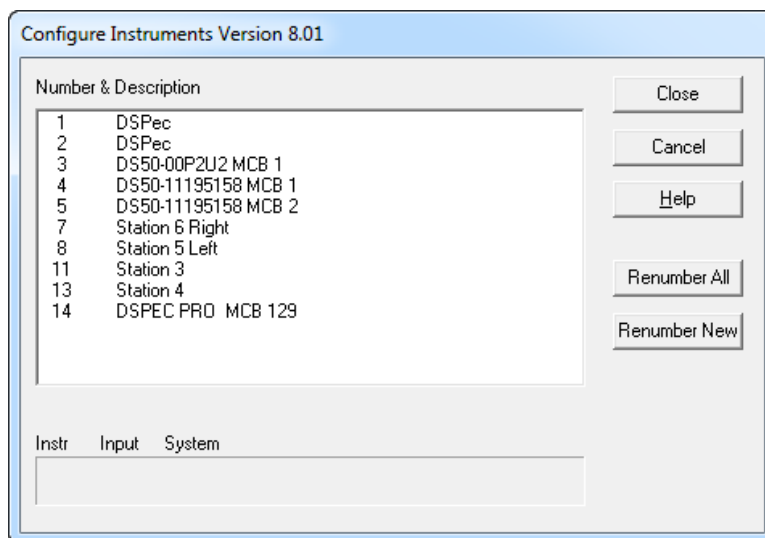 Configure Instruments Version 8.01
Number & Description
1 DSPec
2 DSPec
3 DS50-00P2U2 MCB 1
4 DS50-11195158 MCB 1
5 DS50-11195158 MCB 2
7 Station 6 Right
8 Station 5 Left
11 Station 3
13 Station 4
14 DSPEC PRO MCB 129
Close
Cancel
Help
Renumber All
Renumber New
Instr Input System